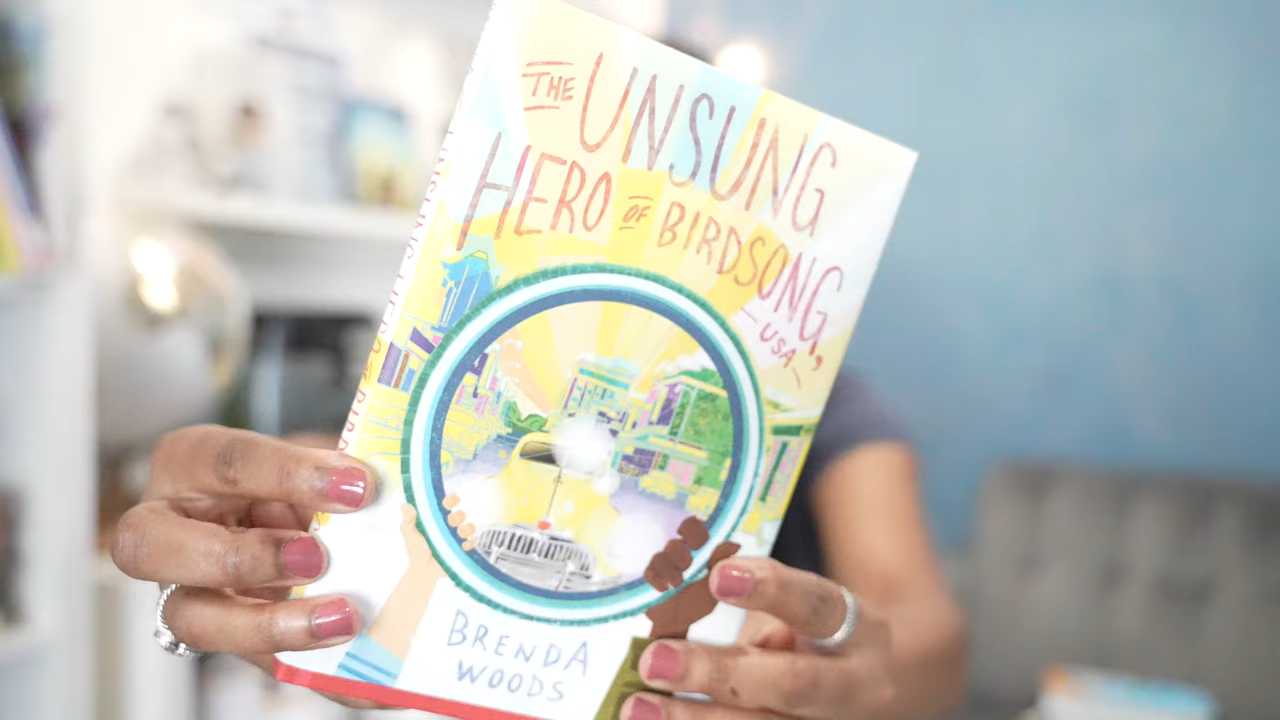 THE UNSUNG
HERO OF BIRDSONG,
USA
BRENDA
WOODS